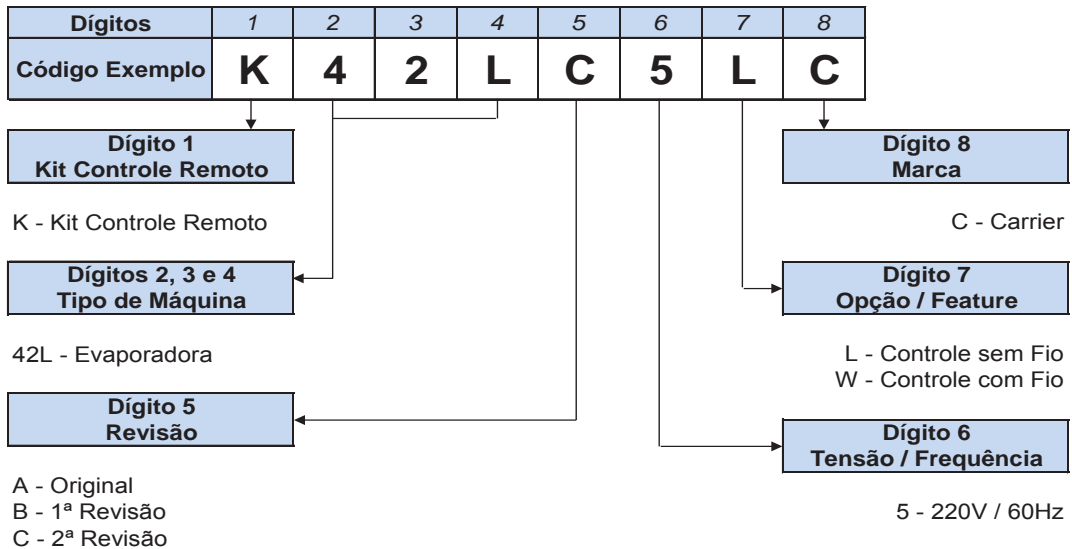 Dígitos 1 2 3 4 5 6 7 8
Código Exemplo K 4 2 L C 5 L C
Dígito 1
Kit Controle Remoto
K - Kit Controle Remoto
Dígitos 2, 3 e 4
Tipo de Máquina
42L - Evaporadora
Dígito 5
Revisão
A - Original
B - 1ª Revisão
C - 2ª Revisão
Dígito 8
Marca
C - Carrier
Dígito 7
Opção / Feature
L - Controle sem Fio
W - Controle com Fio
Dígito 6
Tensão / Frequência
5 - 220V / 60Hz